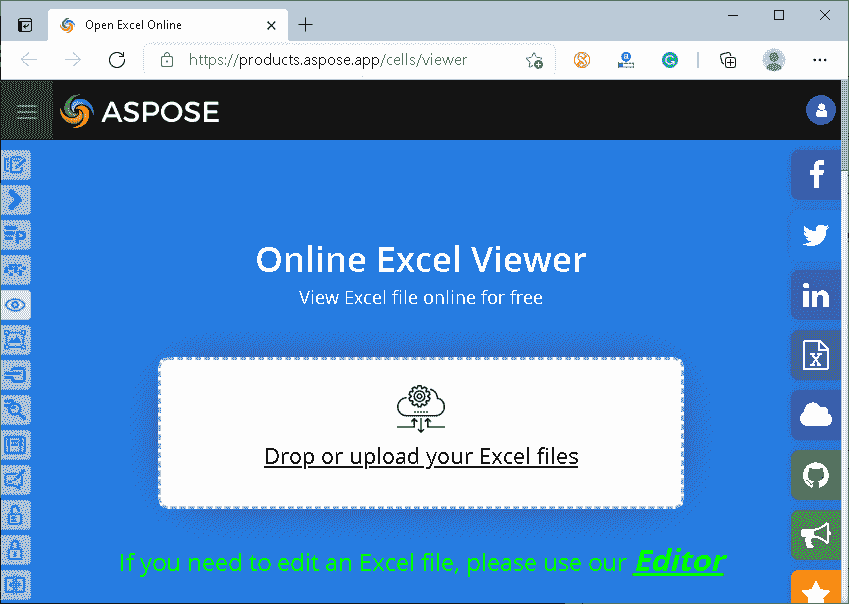 Open Excel Online
https://products.aspose.app/cells/viewer
ASPOSE
Online Excel Viewer
View Excel file online for free
Drop or upload your Excel files
If you need to edit an Excel file, please use our Editor